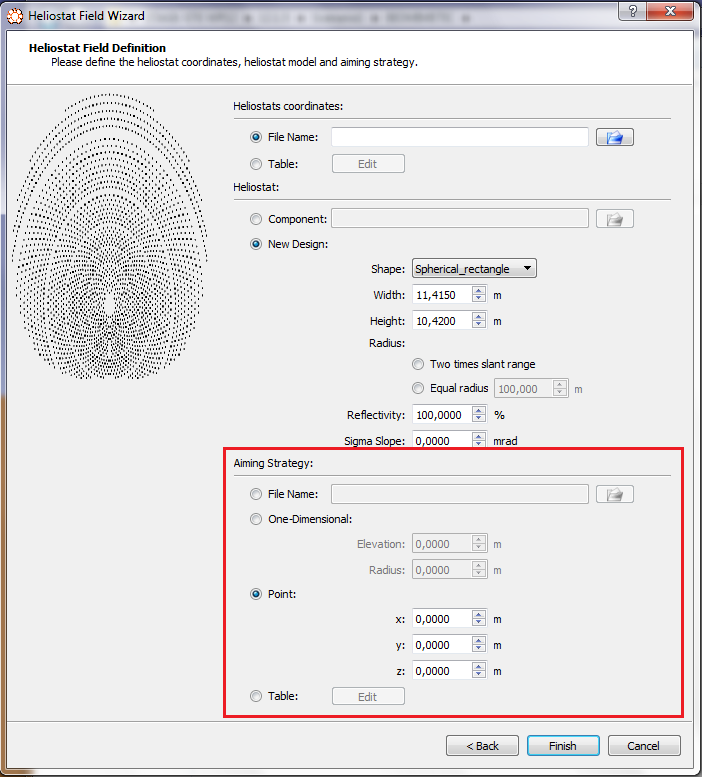 Heliostat Field Wizard
Heliostat Field Definition
Please define the heliostat coordinates, heliostat model and aiming strategy.
Heliostats coordinates:
File Name:
Table: Edit
Heliostat:
Component:
New Design:
Shape: Spherical_rectangle
Width: 11,4150 m
Height: 10,4200 m
Radius:
Two times slant range
Equal radius 100,000 m
Reflectivity: 100,0000 %
Sigma Slope: 0,0000 mrad
Aiming Strategy:
File Name:
One-Dimensional:
Elevation: 0,0000 m
Radius: 0,0000 m
Point:
x: 0,0000 m
y: 0,0000 m
z: 0,0000 m
Table: Edit
< Back Finish Cancel